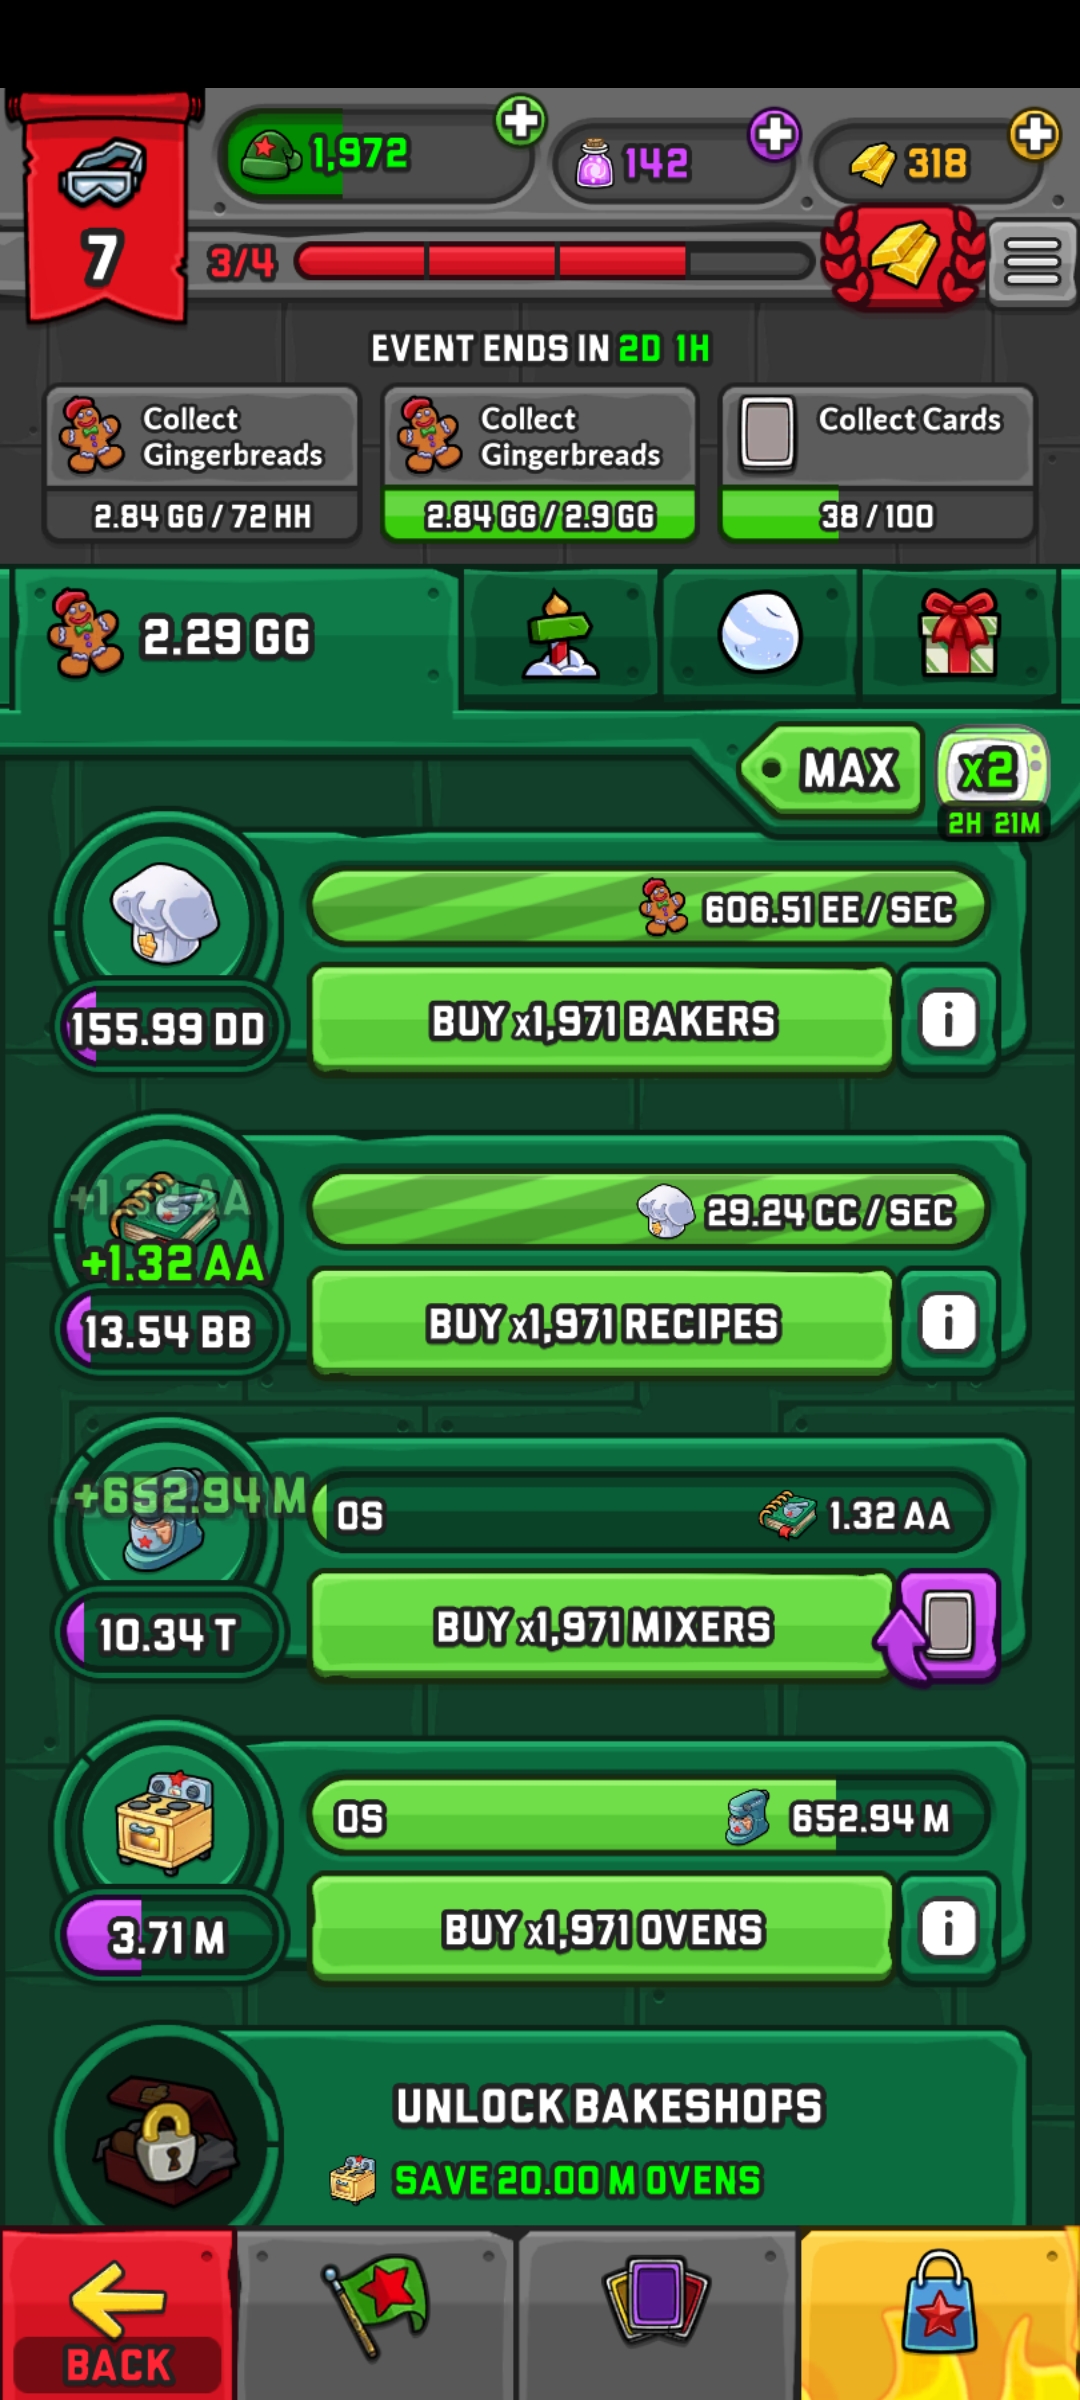 1,972
142
318
7
3/4
EVENT ENDS IN 2D 1H
Collect
Gingerbreads
2.84 GG / 72 HH
Collect
Gingerbreads
2.84 GG / 2.9 GG
Collect Cards
38 / 100
2.29 GG
MAX
x2
2H 21M
606.51 EE / SEC
155.99 DD
BUY x1,971 BAKERS
i
29.24 CC / SEC
+1.32 AA
13.54 BB
BUY x1,971 RECIPES
i
+652.94 M
0S
1.32 AA
10.34 T
BUY x1,971 MIXERS
0S
652.94 M
3.71 M
BUY x1,971 OVENS
i
UNLOCK BAKESHOPS
SAVE 20.00 M OVENS
BACK